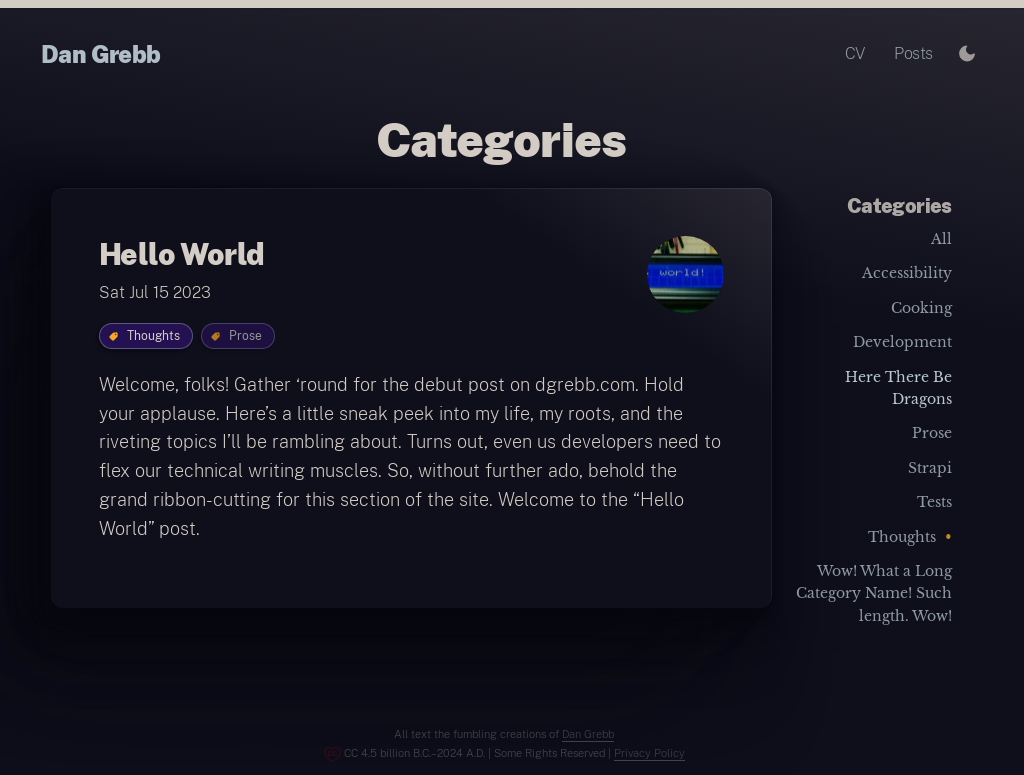 Dan Grebb
CV
Posts
Categories
Hello World
Sat Jul 15 2023
world!
Thoughts
Prose
Welcome, folks! Gather ‘round for the debut post on dgrebb.com. Hold
your applause. Here’s a little sneak peek into my life, my roots, and the
riveting topics I’ll be rambling about. Turns out, even us developers need to
flex our technical writing muscles. So, without further ado, behold the
grand ribbon-cutting for this section of the site. Welcome to the “Hello
World” post.
Categories
All
Accessibility
Cooking
Development
Here There Be
Dragons
Prose
Strapi
Tests
Thoughts •
Wow! What a Long
Category Name! Such
length. Wow!
All text the fumbling creations of Dan Grebb
CC 4.5 billion B.C.–2024 A.D. | Some Rights Reserved | Privacy Policy